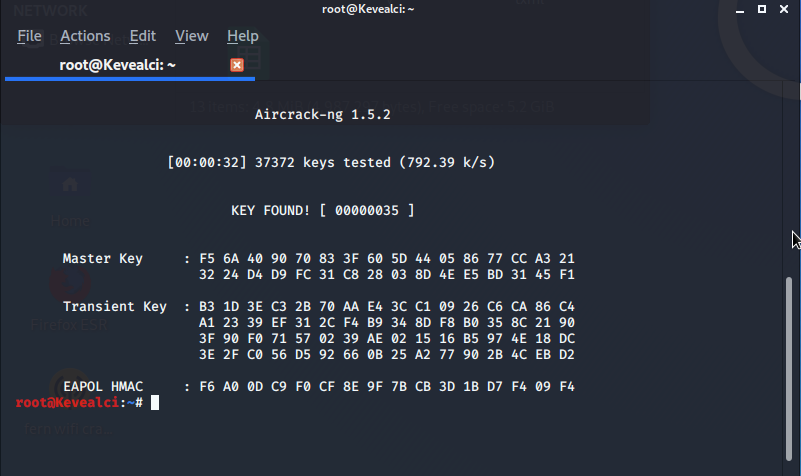 root@Kevealci: ~
File Actions Edit View Help
root@Kevealci: ~
Aircrack-ng 1.5.2
[00:00:32] 37372 keys tested (792.39 k/s)
KEY FOUND! [ 00000035 ]
Master Key : F5 6A 40 90 70 83 3F 60 5D 44 05 86 77 CC A3 21
32 24 D4 D9 FC 31 C8 28 03 8D 4E E5 BD 31 45 F1
Transient Key : B3 1D 3E C3 2B 70 AA E4 3C C1 09 26 C6 CA 86 C4
A1 23 39 EF 31 2C F4 B9 34 8D F8 B0 35 8C 21 90
3F 90 F0 71 57 02 39 AE 02 15 16 B5 97 4E 18 DC
3E 2F C0 56 D5 92 66 0B 25 A2 77 90 2B 4C EB D2
EAPOL HMAC : F6 A0 0D C9 F0 CF 8E 9F 7B CB 3D 1B D7 F4 09 F4
root@Kevealci:~#
NETWORK
Home
Firefox ESR